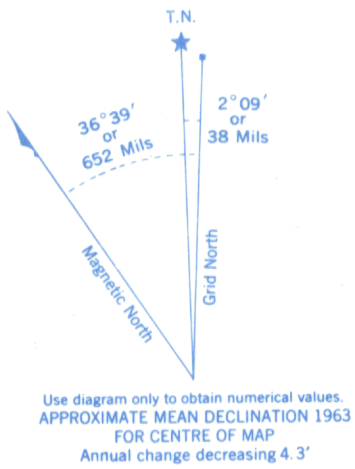 T.N.
36°39′
or
652 Mils
2°09′
or
38 Mils
Magnetic North
Grid North
Use diagram only to obtain numerical values.
APPROXIMATE MEAN DECLINATION 1963
FOR CENTRE OF MAP
Annual change decreasing 4.3′